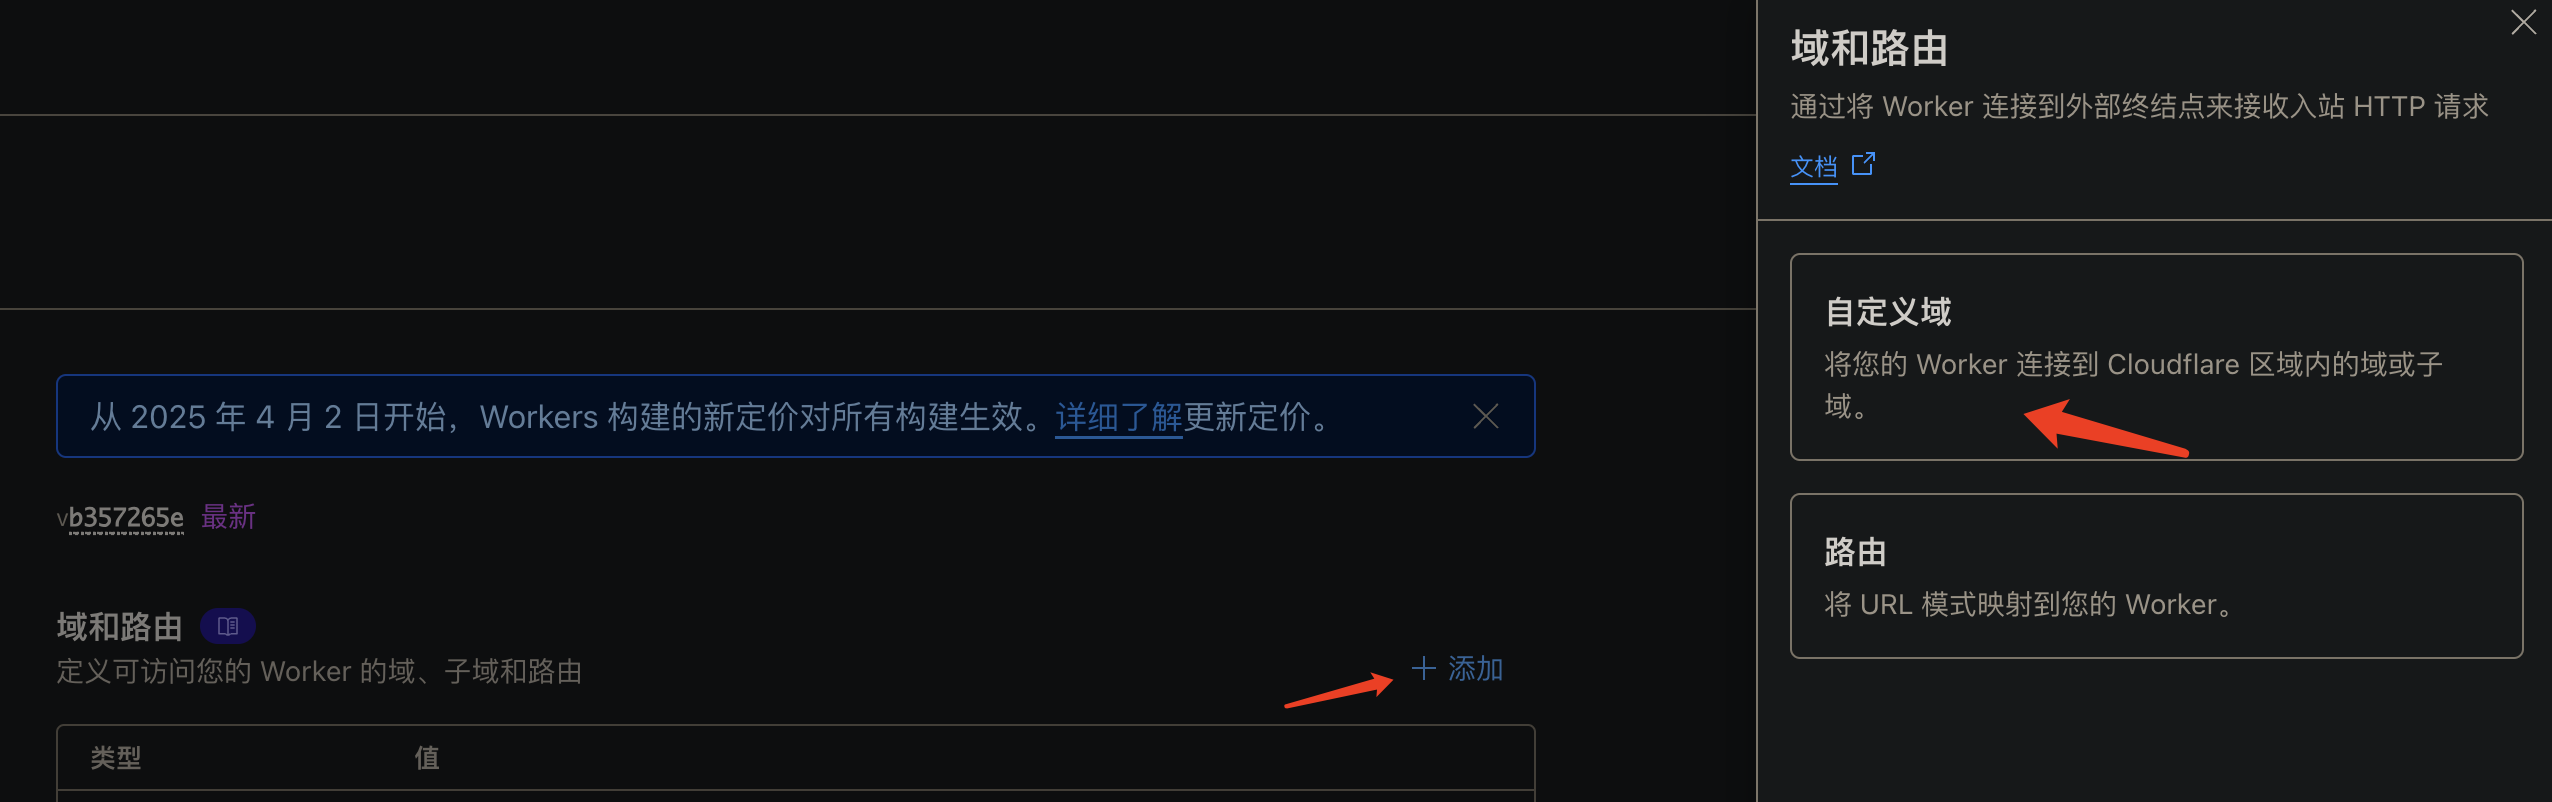 从 2025 年 4 月 2 日开始，Workers 构建的新定价对所有构建生效。详细了解更新定价。
vb357265e 最新
域和路由
定义可访问您的 Worker 的域、子域和路由
添加
类型 值
域和路由
通过将 Worker 连接到外部终结点来接收入站 HTTP 请求
文档
自定义域
将您的 Worker 连接到 Cloudflare 区域内的域或子
域。
路由
将 URL 模式映射到您的 Worker。